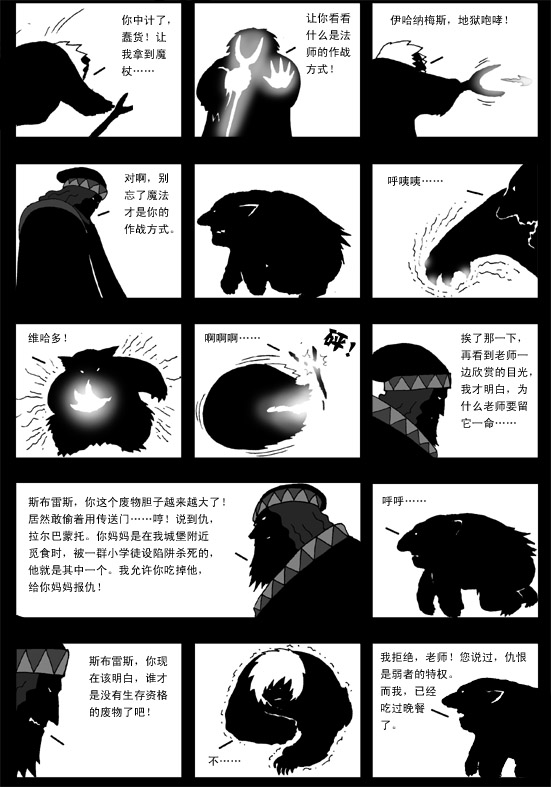 你中计了，
蠢货！让
我拿到魔
杖……
让你看看
什么是法
师的作战
方式！
伊哈纳梅斯，地狱咆哮！
对啊，别
忘了魔法
才是你的
作战方式。
呼咦咦……
维哈多！
啊啊啊……
砰！
挨了那一下，
再看到老师一
边欣赏的目光，
我才明白，为
什么老师要留
它一命……
斯布雷斯，你这个废物胆子越来越大了！
居然敢偷着用传送门……哼！说到仇，
拉尔巴蒙托。你妈妈是在我城堡附近
觅食时，被一群小学徒设陷阱杀死的，
他就是其中一个。我允许你吃掉他，
给你妈妈报仇！
呼呼……
斯布雷斯，你现
在该明白，谁才
是没有生存资格
的废物了吧！
不……
我拒绝，老师！您说过，仇恨
是弱者的特权。
而我，已经
吃过晚餐
了。